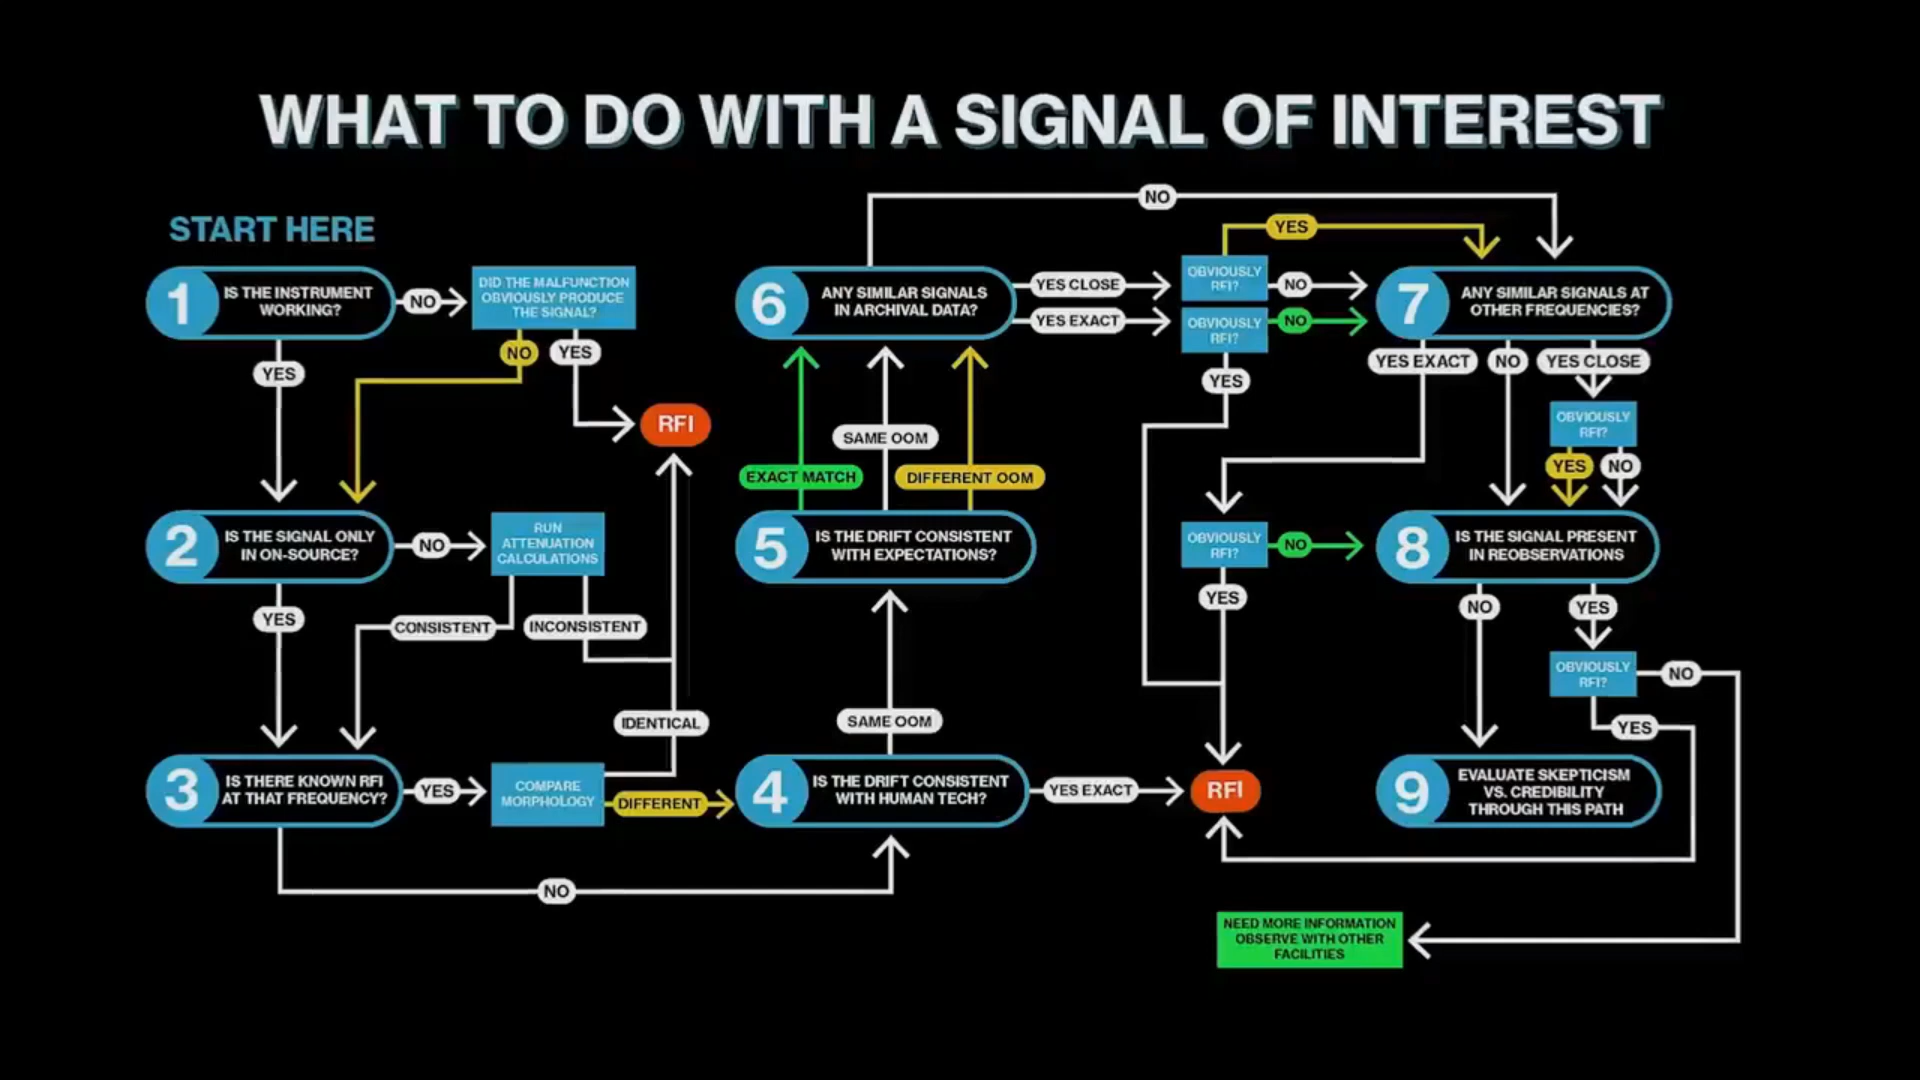 WHAT TO DO WITH A SIGNAL OF INTEREST
START HERE
1
IS THE INSTRUMENT
WORKING?
NO
DID THE MALFUNCTION
OBVIOUSLY PRODUCE
THE SIGNAL?
NO
YES
YES
RFI
2
IS THE SIGNAL ONLY
IN ON-SOURCE?
NO
RUN
ATTENUATION
CALCULATIONS
YES
CONSISTENT
INCONSISTENT
IDENTICAL
3
IS THERE KNOWN RFI
AT THAT FREQUENCY?
YES
COMPARE
MORPHOLOGY
DIFFERENT
NO
4
IS THE DRIFT CONSISTENT
WITH HUMAN TECH?
YES EXACT
RFI
SAME OOM
5
IS THE DRIFT CONSISTENT
WITH EXPECTATIONS?
EXACT MATCH
SAME OOM
DIFFERENT OOM
6
ANY SIMILAR SIGNALS
IN ARCHIVAL DATA?
NO
YES CLOSE
YES EXACT
OBVIOUSLY
RFI?
YES
NO
OBVIOUSLY
RFI?
NO
YES
7
ANY SIMILAR SIGNALS AT
OTHER FREQUENCIES?
YES EXACT
NO
YES CLOSE
OBVIOUSLY
RFI?
YES
NO
OBVIOUSLY
RFI?
NO
YES
8
IS THE SIGNAL PRESENT
IN REOBSERVATIONS
NO
YES
OBVIOUSLY
RFI?
NO
YES
9
EVALUATE SKEPTICISM
VS. CREDIBILITY
THROUGH THIS PATH
NEED MORE INFORMATION
OBSERVE WITH OTHER
FACILITIES